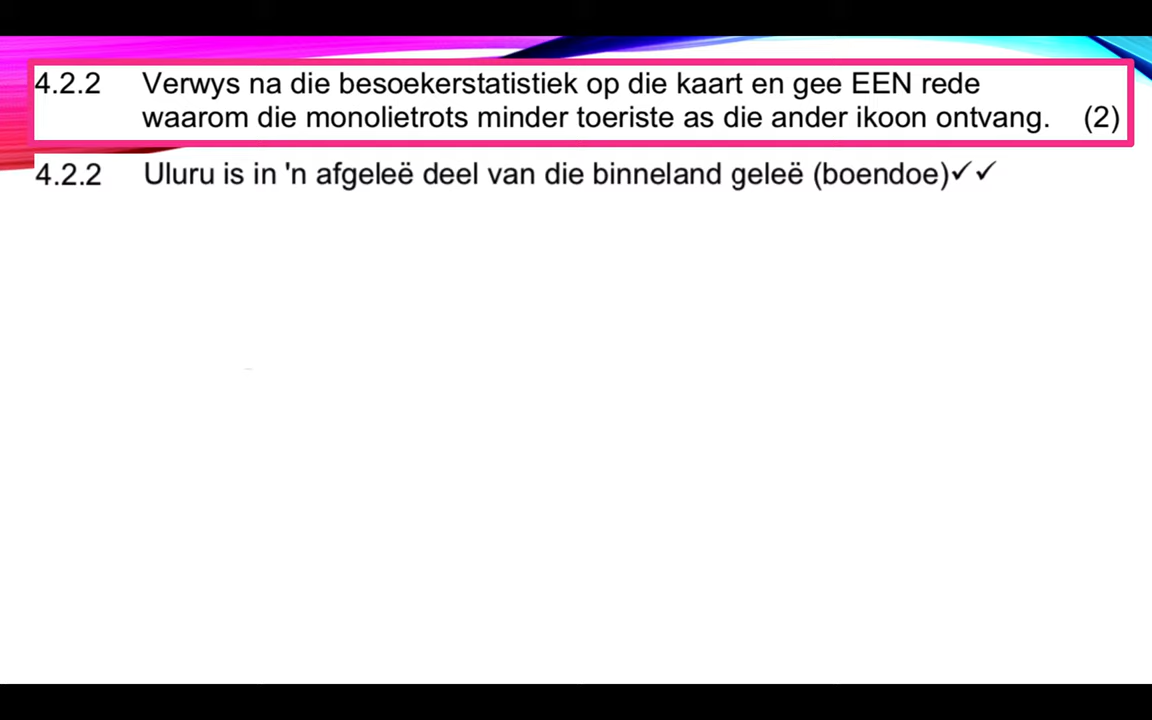 4.2.2 Verwys na die besoekerstatistiek op die kaart en gee EEN rede
waarom die monolietrots minder toeriste as die ander ikoon ontvang. (2)
4.2.2 Uluru is in 'n afgeleë deel van die binneland geleë (boendoe)✓✓